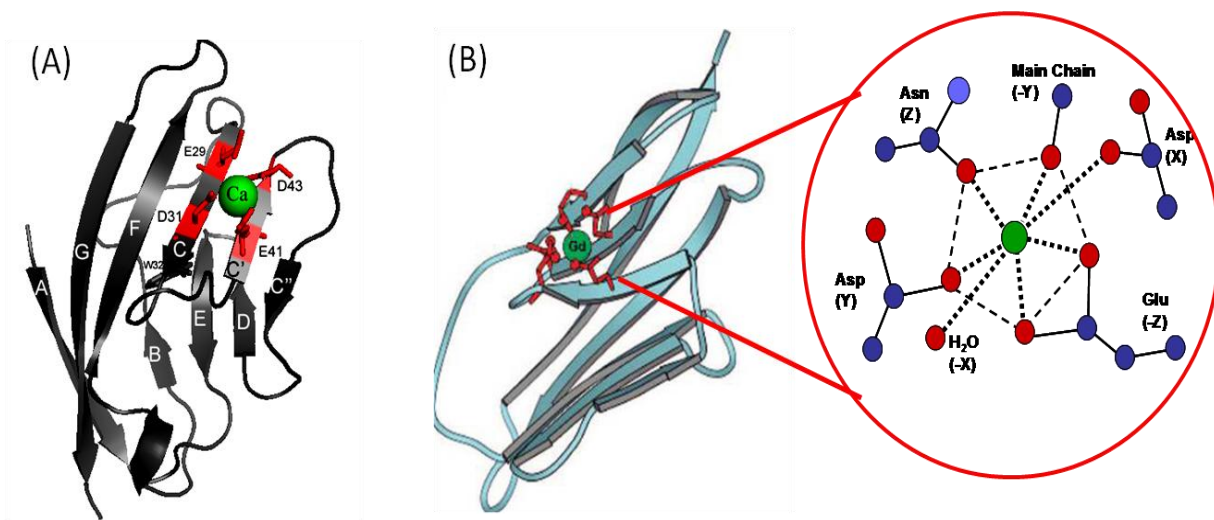 (A)
E29
Ca
D43
D31
E41
W32
G
F
C
C'
C"
A
E
D
B
(B)
Gd
Asn
(Z)
Main Chain
(-Y)
Asp
(X)
Asp
(Y)
H₂O
(-X)
Glu
(-Z)